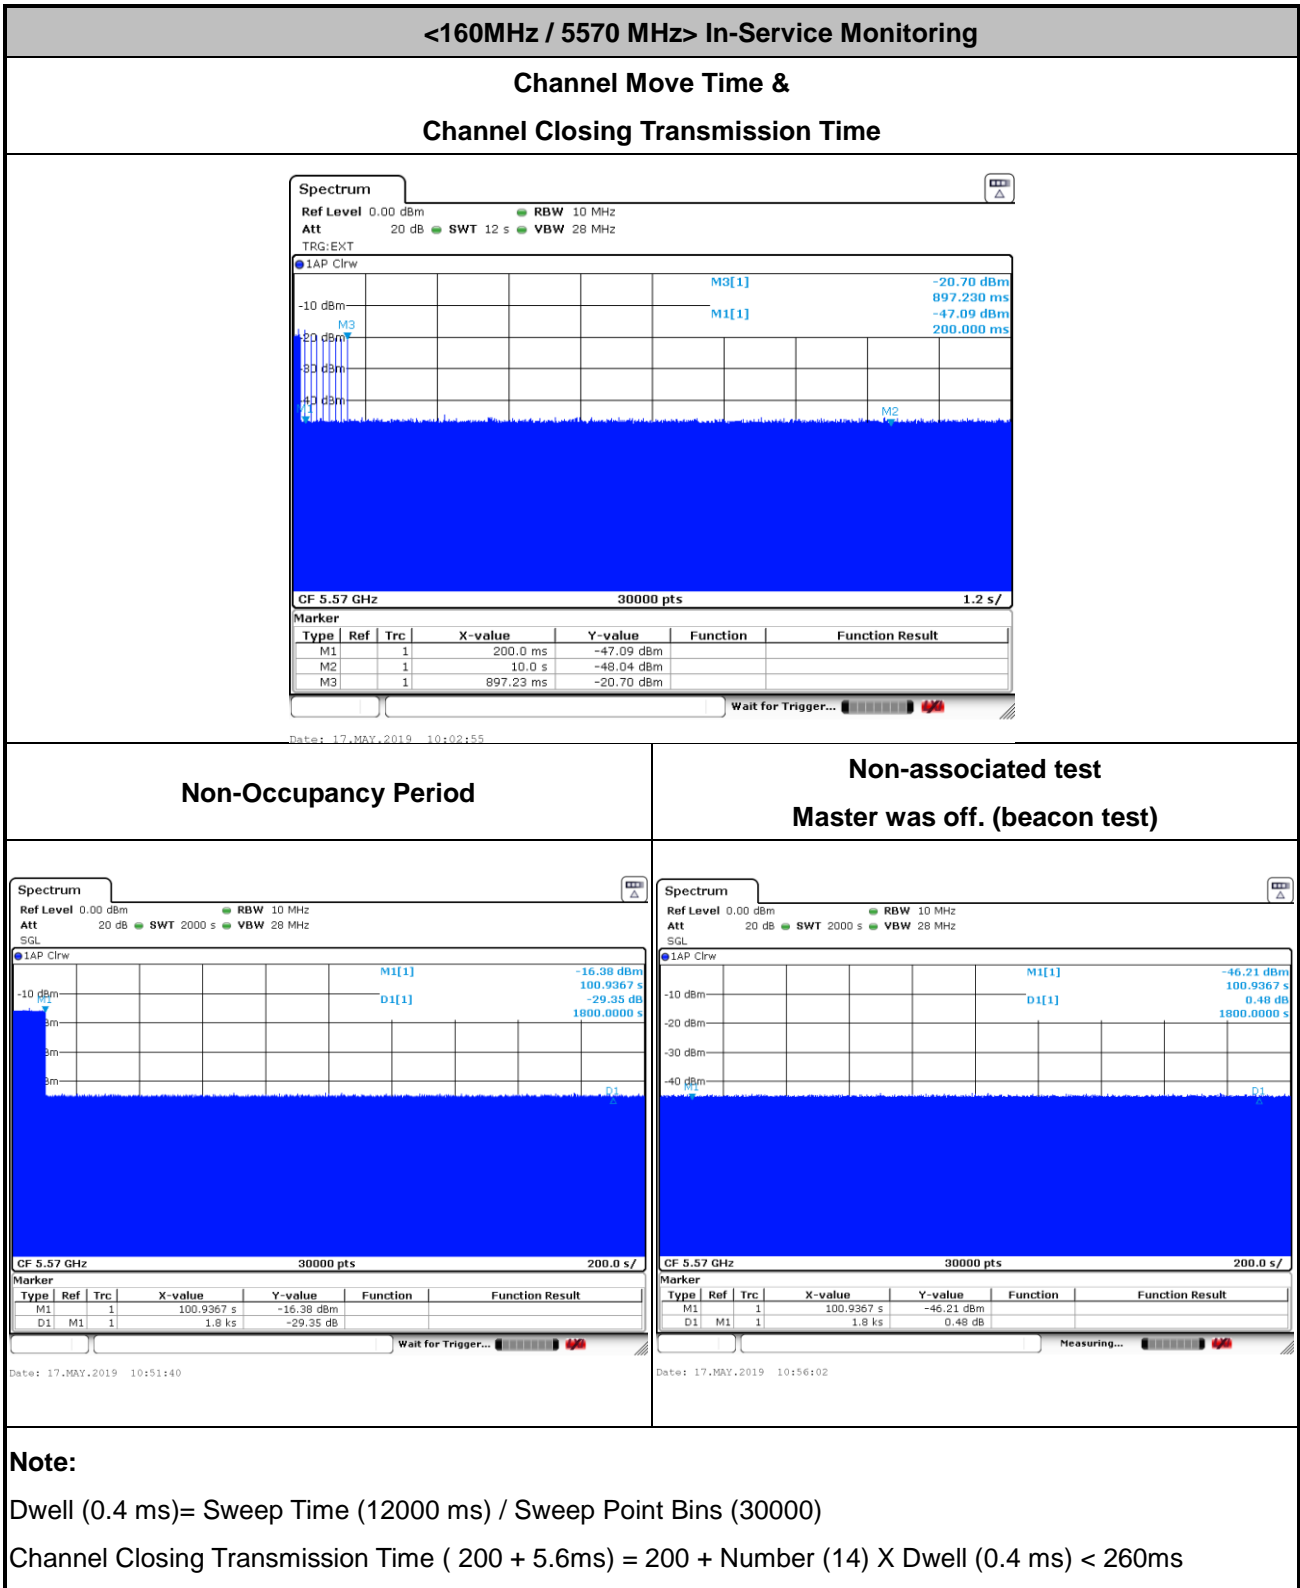 <160MHz / 5570 MHz> In-Service Monitoring
Channel Move Time &
Channel Closing Transmission Time
Spectrum
Ref Level 0.00 dBm RBW 10 MHz
Att 20 dB SWT 12 s VBW 28 MHz
TRG:EXT
1AP Clrw
M3[1] -20.70 dBm
897.230 ms
M1[1] -47.09 dBm
200.000 ms
-10 dBm
M3
-20 dBm
-30 dBm
-40 dBm
M1
M2
CF 5.57 GHz 30000 pts 1.2 s/
Marker
Type Ref Trc X-value Y-value Function Function Result
M1 1 200.0 ms -47.09 dBm
M2 1 10.0 s -48.04 dBm
M3 1 897.23 ms -20.70 dBm
Wait for Trigger...
Date: 17.MAY.2019 10:02:55
Non-Occupancy Period
Non-associated test
Master was off. (beacon test)
Spectrum
Ref Level 0.00 dBm RBW 10 MHz
Att 20 dB SWT 2000 s VBW 28 MHz
SGL
1AP Clrw
M1[1] -16.38 dBm
100.9367 s
D1[1] -29.35 dB
1800.0000 s
-10 dBm
M1
D1
CF 5.57 GHz 30000 pts 200.0 s/
Marker
Type Ref Trc X-value Y-value Function Function Result
M1 1 100.9367 s -16.38 dBm
D1 M1 1 1.8 ks -29.35 dB
Wait for Trigger...
Date: 17.MAY.2019 10:51:40
Spectrum
Ref Level 0.00 dBm RBW 10 MHz
Att 20 dB SWT 2000 s VBW 28 MHz
SGL
1AP Clrw
M1[1] -46.21 dBm
100.9367 s
D1[1] 0.48 dB
1800.0000 s
-10 dBm
-20 dBm
-30 dBm
-40 dBm
M1
D1
CF 5.57 GHz 30000 pts 200.0 s/
Marker
Type Ref Trc X-value Y-value Function Function Result
M1 1 100.9367 s -46.21 dBm
D1 M1 1 1.8 ks 0.48 dB
Measuring...
Date: 17.MAY.2019 10:56:02
Note:
Dwell (0.4 ms)= Sweep Time (12000 ms) / Sweep Point Bins (30000)
Channel Closing Transmission Time ( 200 + 5.6ms) = 200 + Number (14) X Dwell (0.4 ms) < 260ms